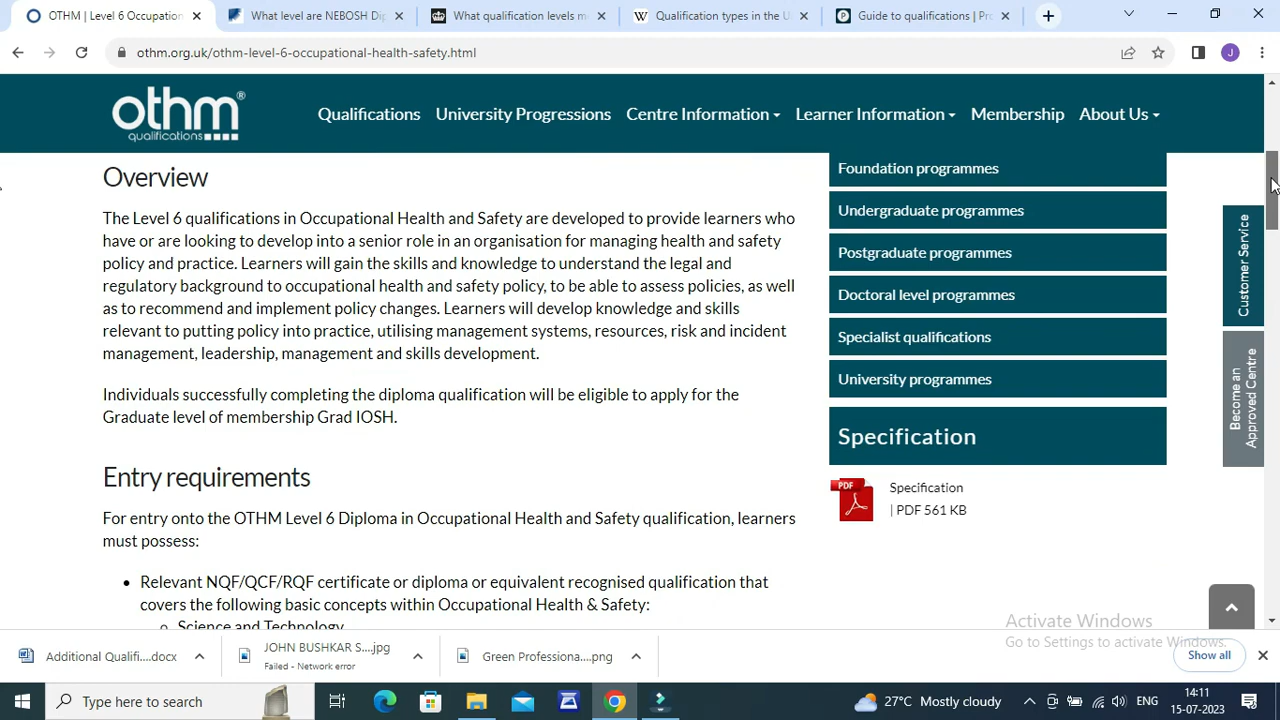 OTHM | Level 6 Occupation
What level are NEBOSH Dip
What qualification levels m
Qualification types in the U
Guide to qualifications | Pro
othm.org.uk/othm-level-6-occupational-health-safety.html
J
othm®
qualifications
Qualifications
University Progressions
Centre Information
Learner Information
Membership
About Us
Overview
The Level 6 qualifications in Occupational Health and Safety are developed to provide learners who
have or are looking to develop into a senior role in an organisation for managing health and safety
policy and practice. Learners will gain the skills and knowledge to understand the legal and
regulatory background to occupational health and safety policy, to be able to assess policies, as well
as to recommend and implement policy changes. Learners will develop knowledge and skills
relevant to putting policy into practice, utilising management systems, resources, risk and incident
management, leadership, management and skills development.
Individuals successfully completing the diploma qualification will be eligible to apply for the
Graduate level of membership Grad IOSH.
Entry requirements
For entry onto the OTHM Level 6 Diploma in Occupational Health and Safety qualification, learners
must possess:
• Relevant NQF/QCF/RQF certificate or diploma or equivalent recognised qualification that
covers the following basic concepts within Occupational Health & Safety:
Science and Technology
Foundation programmes
Undergraduate programmes
Postgraduate programmes
Doctoral level programmes
Specialist qualifications
University programmes
Specification
PDF
Specification
| PDF 561 KB
Customer Service
Become an
Approved Centre
Activate Windows
Go to Settings to activate Windows.
Additional Qualifi....docx
JOHN BUSHKAR S....jpg
Failed - Network error
Green Professiona....png
Show all
Type here to search
27°C Mostly cloudy
ENG
14:11
15-07-2023